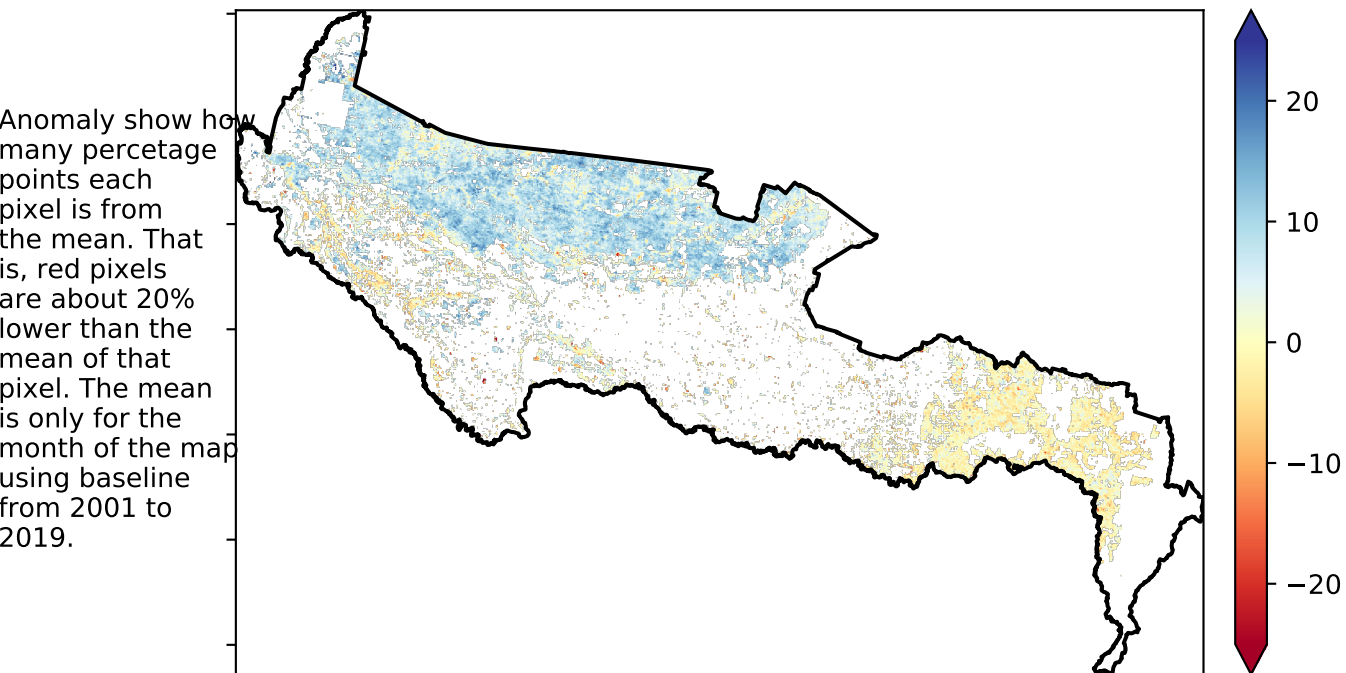 Anomaly show how
many percetage
points each
pixel is from
the mean. That
is, red pixels
are about 20%
lower than the
mean of that
pixel. The mean
is only for the
month of the map
using baseline
from 2001 to
2019.
20
10
0
−10
−20